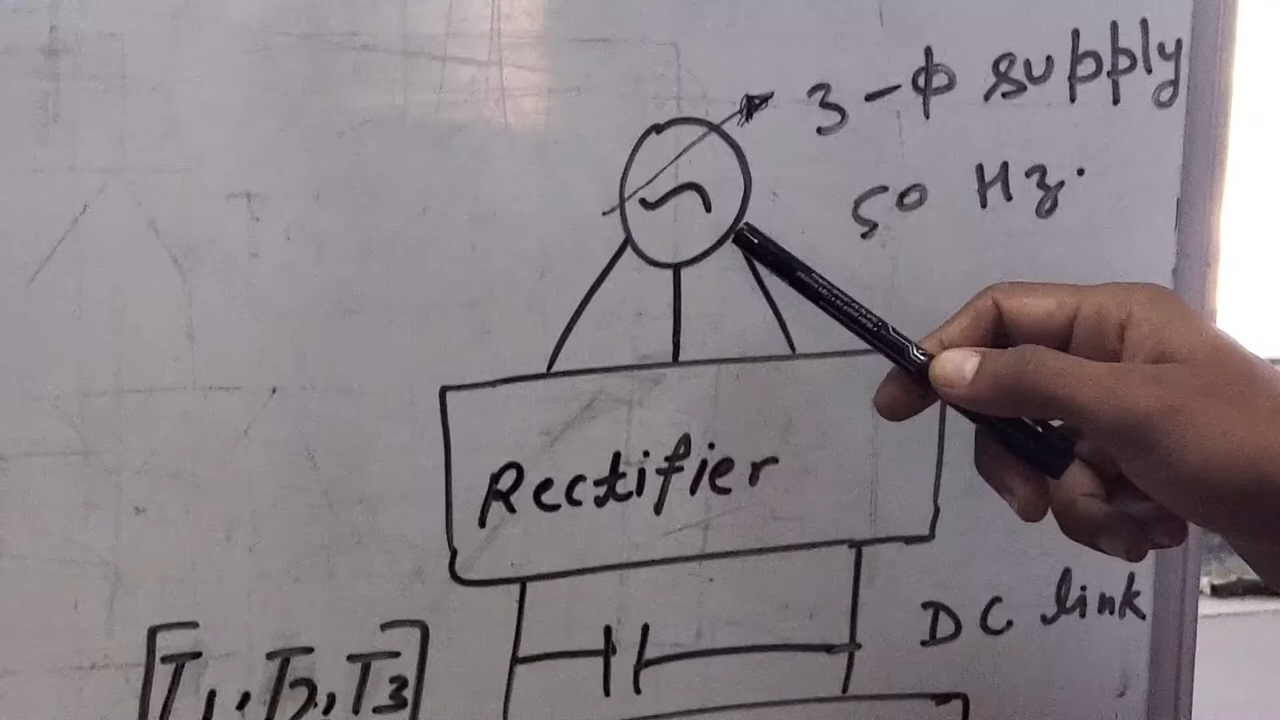 3-ϕ supply
50 Hz.
Rectifier
DC link
[T1, T2, T3]